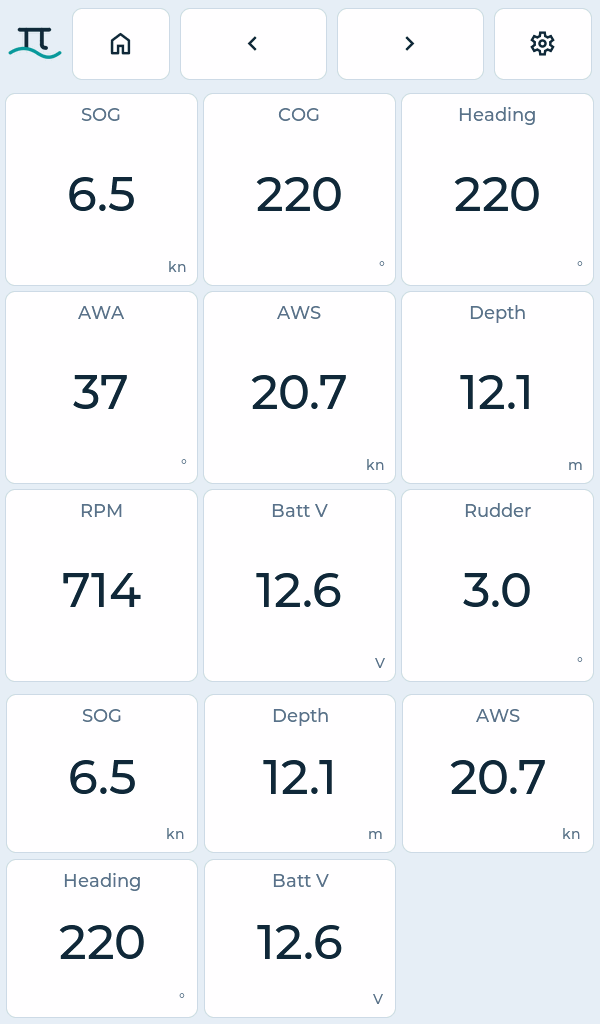 SOG
COG
Heading
6.5
220
220
kn
°
°
AWA
AWS
Depth
37
20.7
12.1
°
kn
m
RPM
Batt V
Rudder
714
12.6
3.0
V
°
SOG
Depth
AWS
6.5
12.1
20.7
kn
m
kn
Heading
Batt V
220
12.6
°
V